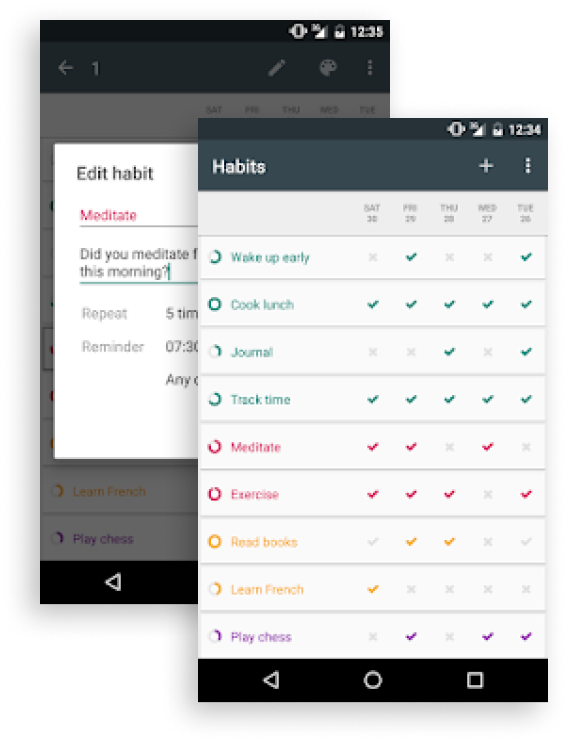 12:35
1
SAT FRI THU WED TUE
Edit habit
Meditate
Did you meditate f
this morning?
Repeat 5 tim
Reminder 07:30
Any
Learn French
Play chess
12:34
Habits
SAT FRI THU WED TUE
30 29 28 27 26
Wake up early
Cook lunch
Journal
Track time
Meditate
Exercise
Read books
Learn French
Play chess